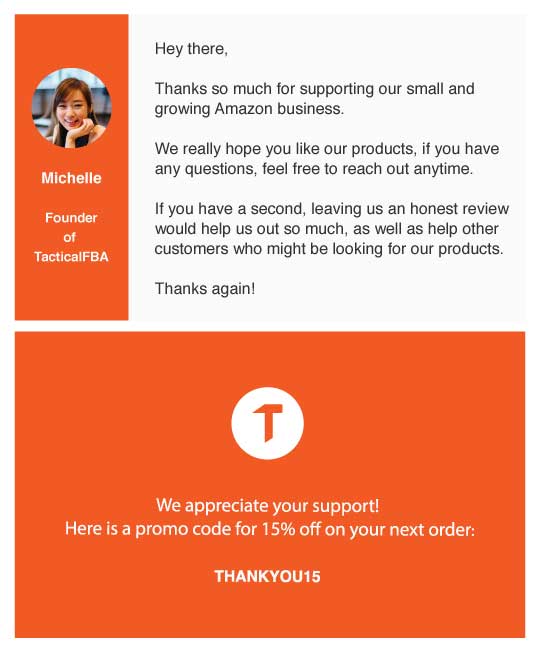 Hey there,
Thanks so much for supporting our small and
growing Amazon business.
We really hope you like our products, if you have
any questions, feel free to reach out anytime.
If you have a second, leaving us an honest review
would help us out so much, as well as help other
customers who might be looking for our products.
Thanks again!
Michelle
Founder
of
TacticalFBA
T
We appreciate your support!
Here is a promo code for 15% off on your next order:
THANKYOU15